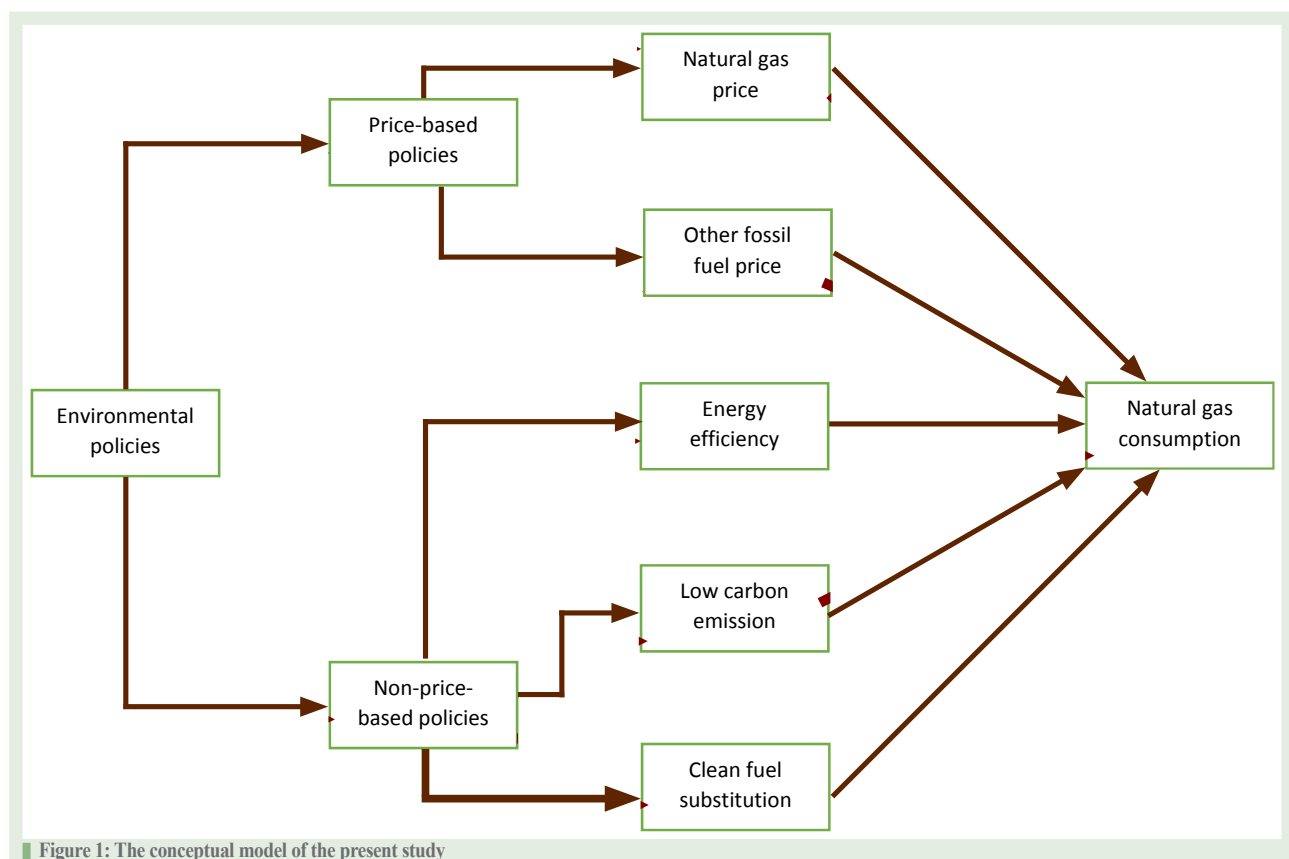 Natural gas
price
Price-based
policies
Other fossil
fuel price
Environmental
policies
Energy
efficiency
Natural gas
consumption
Low carbon
emission
Non-price-
based policies
Clean fuel
substitution
Figure 1: The conceptual model of the present study